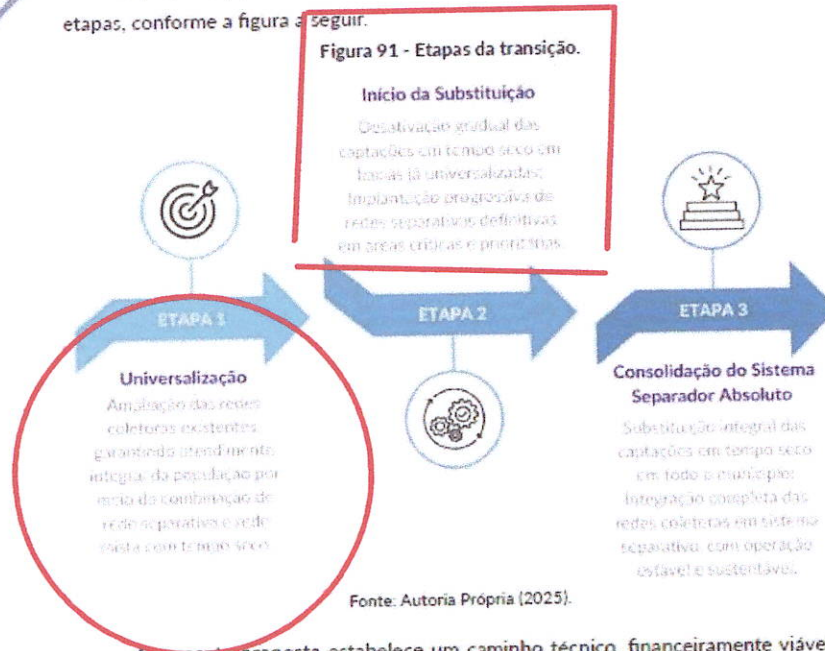 etapas, conforme a figura a seguir.
Figura 91 - Etapas da transição.
Início da Substituição
Desativação gradual das
captações em tempo seco em
bacias já universalizadas;
Implantação progressiva de
redes separativas definitivas
em áreas críticas e prioritárias
ETAPA 1
ETAPA 2
ETAPA 3
Universalização
Ampliação das redes
coletoras existentes,
garantindo atendimento
integral da população por
meio da combinação de
rede separativa e rede
mista com tempo seco
Consolidação do Sistema
Separador Absoluto
Substituição integral das
captações em tempo seco
em todo o município;
Integração completa das
redes coletoras em sistema
separativo, com operação
estável e sustentável.
Fonte: Autoria Própria (2025).
proposta estabelece um caminho técnico, financeiramente